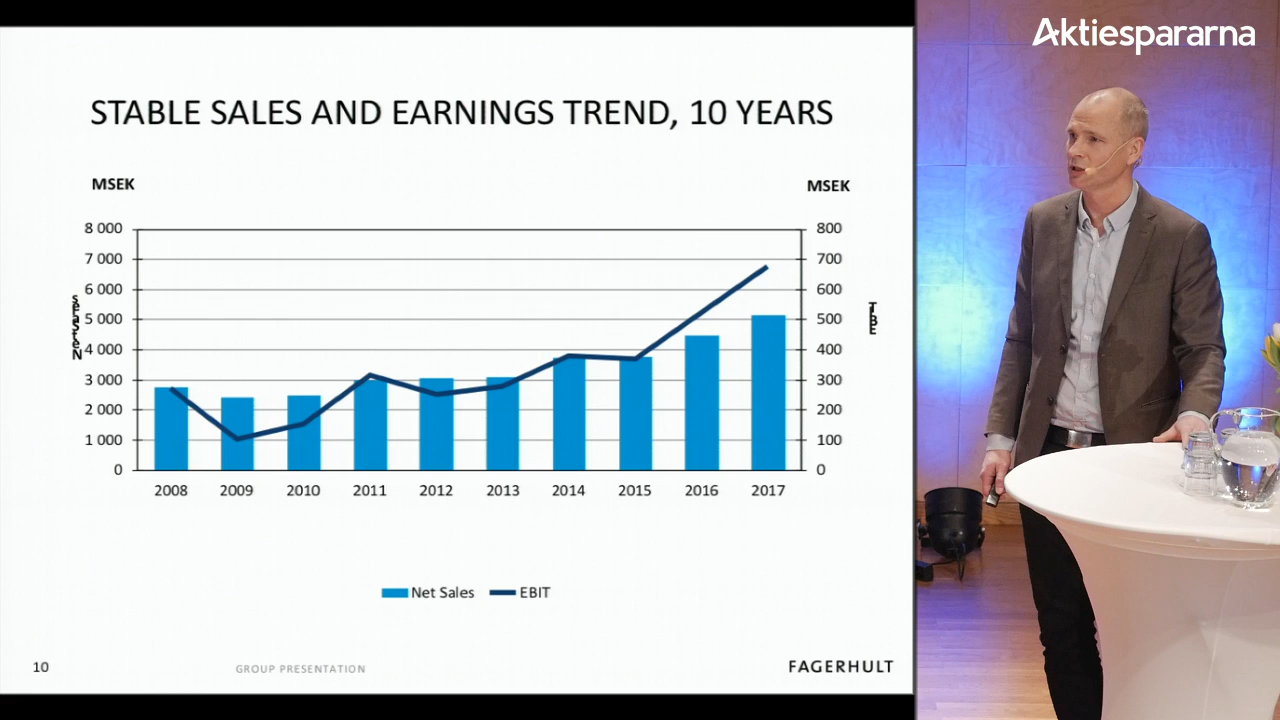 Aktiespararna
STABLE SALES AND EARNINGS TREND, 10 YEARS
MSEK
MSEK
8 000
7 000
6 000
5 000
4 000
3 000
2 000
1 000
0
800
700
600
500
400
300
200
100
0
2008 2009 2010 2011 2012 2013 2014 2015 2016 2017
Net Sales EBIT
10
GROUP PRESENTATION
FAGERHULT